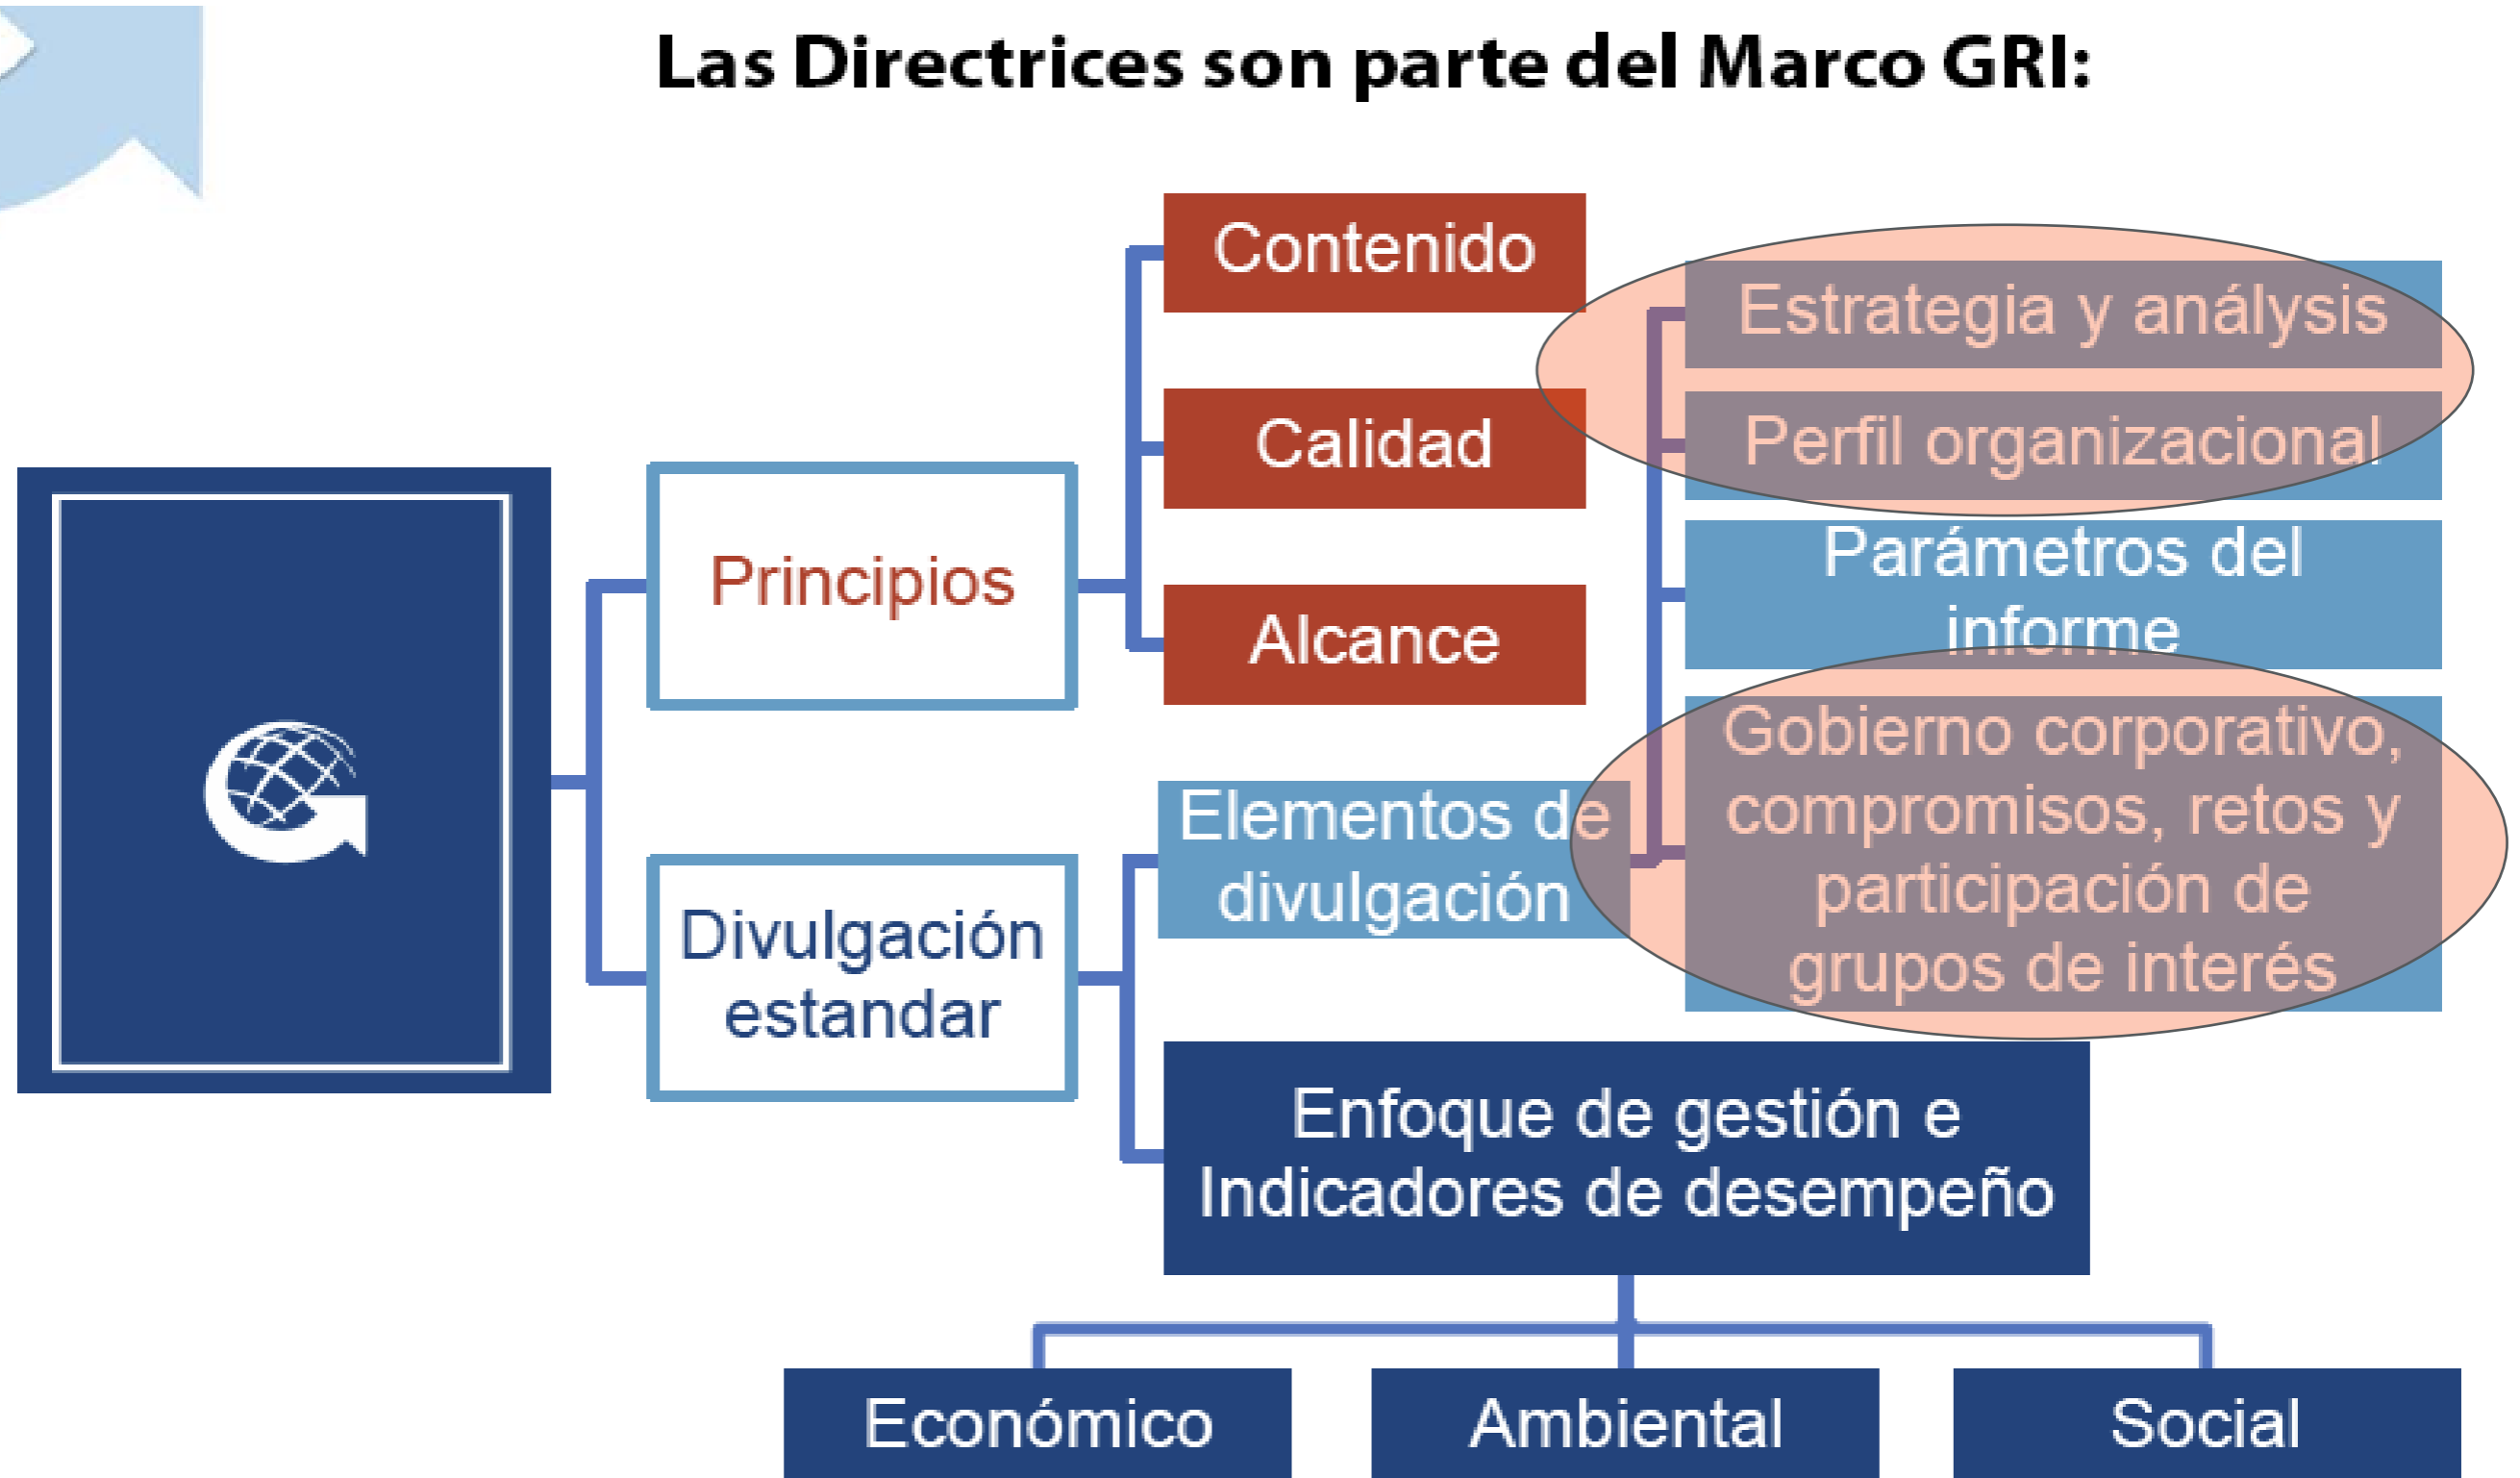 Las Directrices son parte del Marco GRI:
Contenido
Calidad
Alcance
Principios
Estrategia y análysis
Perfil organizacional
Parámetros del
informe
Gobierno corporativo,
compromisos, retos y
participación de
grupos de interés
Elementos de
divulgación
Divulgación
estandar
Enfoque de gestión e
Indicadores de desempeño
Económico
Ambiental
Social